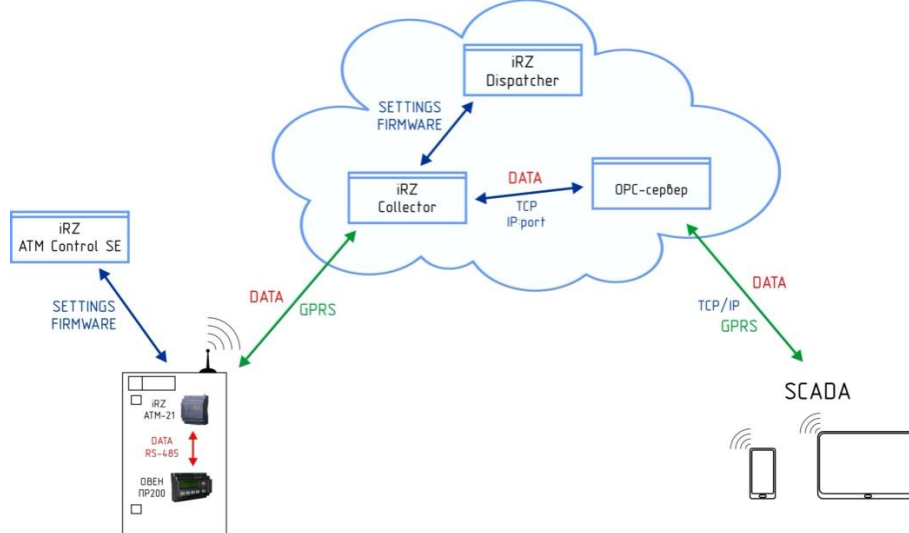 iRZ
Dispatcher
SETTINGS
FIRMWARE
iRZ
Collector
DATA
TCP
IP:port
OPC-сервер
iRZ
ATM Control SE
SETTINGS
FIRMWARE
DATA
GPRS
DATA
TCP/IP
GPRS
SCADA
iRZ
ATM-21
DATA
RS-485
ОВЕН
ПР200